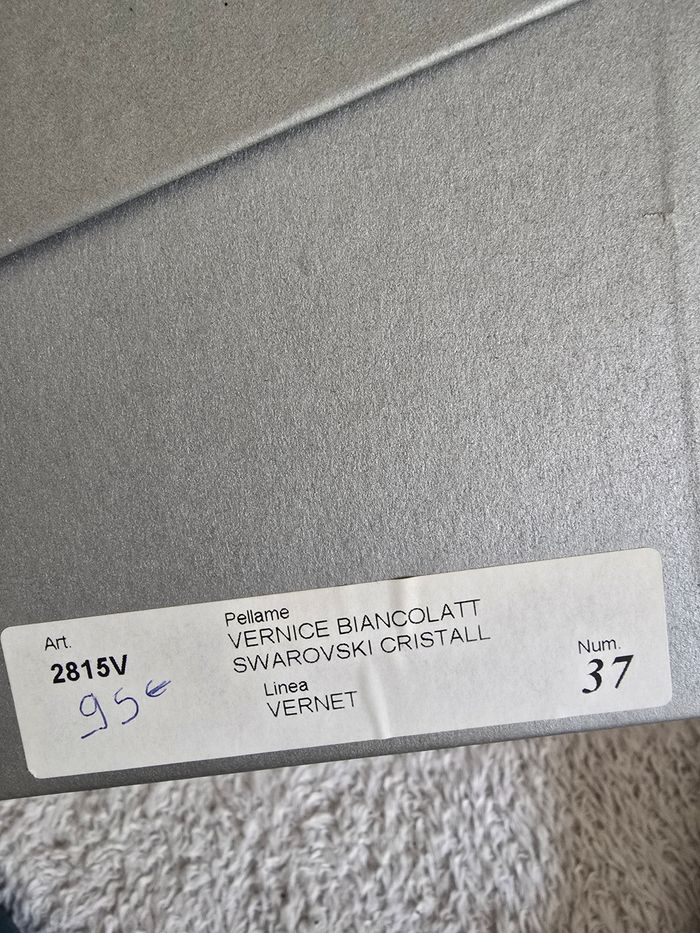 Art.
2815V
95€
Pellame
VERNICE BIANCOLATT
SWAROVSKI CRISTALL
Linea
VERNET
Num.
37